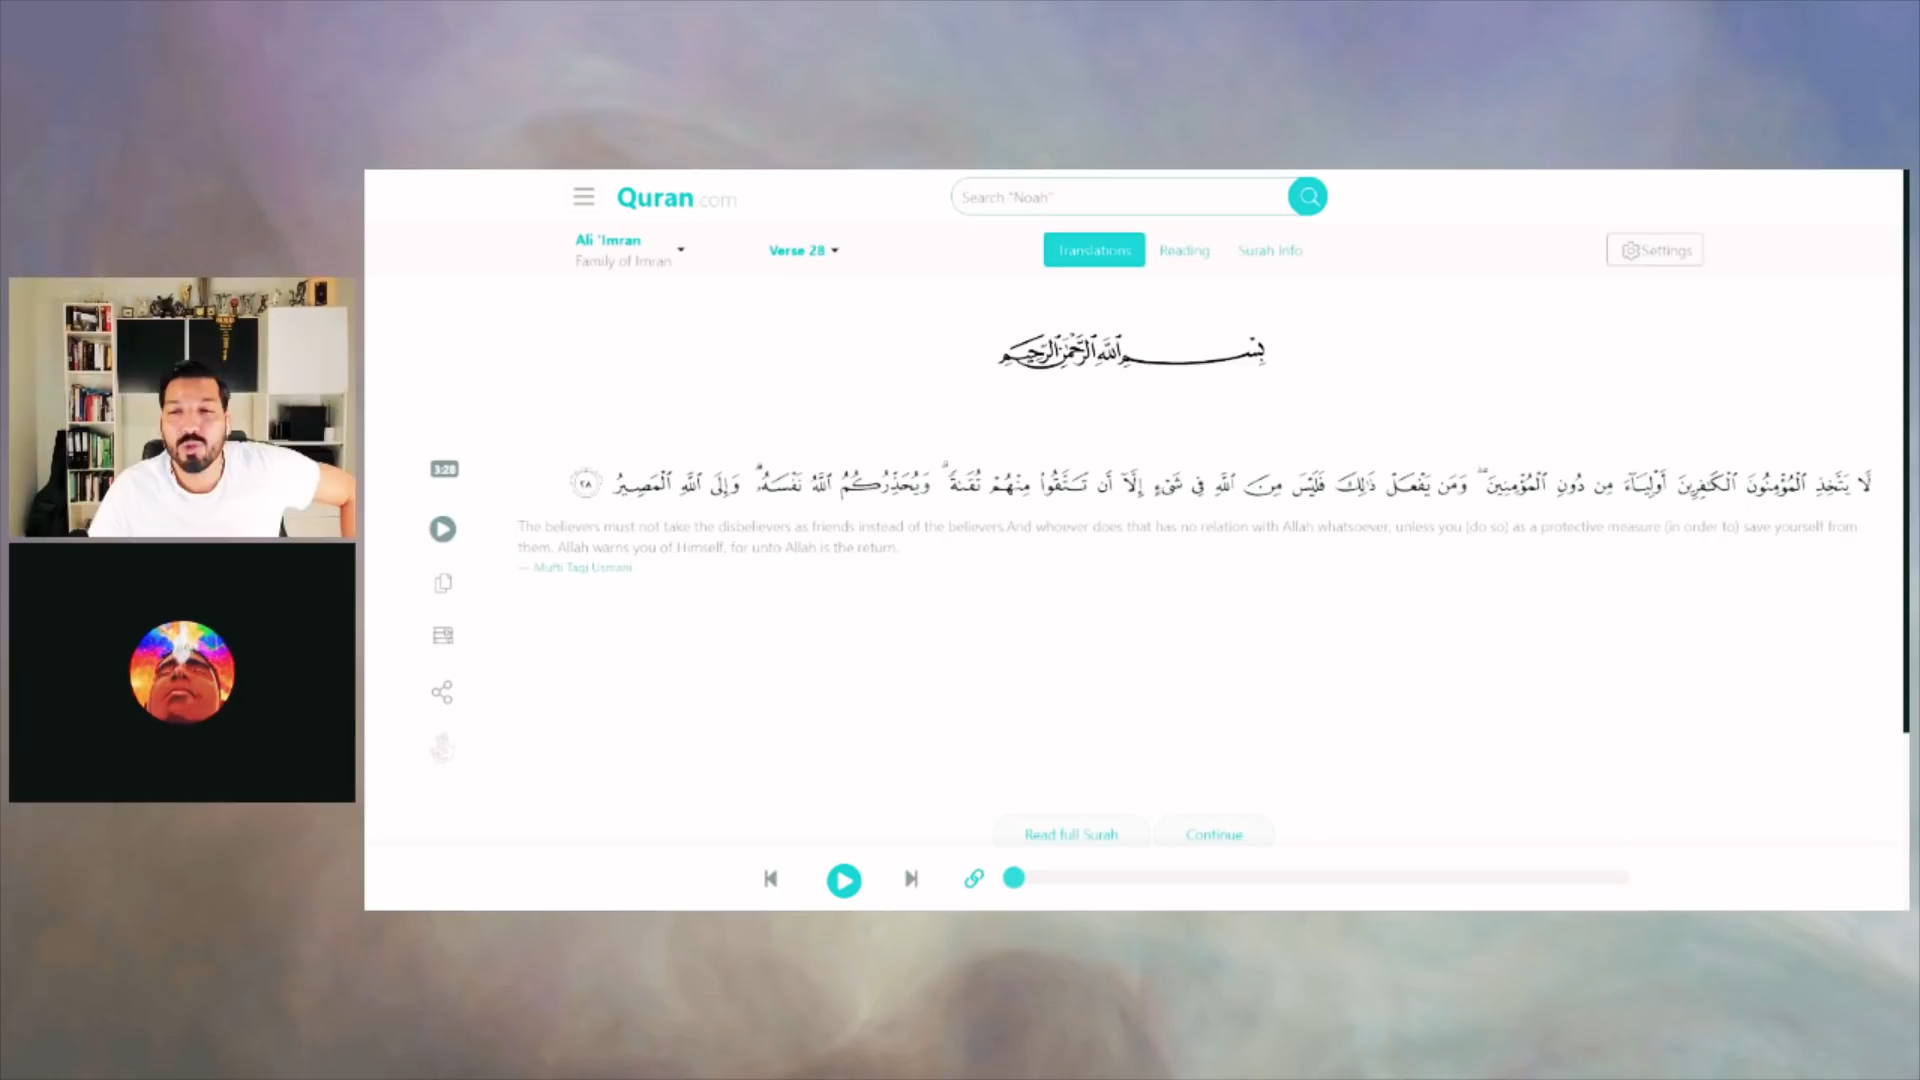 Quran.com
Search "Noah"
Ali 'Imran
Family of Imran
Verse 28
Translations
Reading
Surah Info
Settings
بِسْمِ ٱللَّهِ ٱلرَّحْمَٰنِ ٱلرَّحِيمِ
3:28
لَّا يَتَّخِذِ ٱلْمُؤْمِنُونَ ٱلْكَـٰفِرِينَ أَوْلِيَآءَ مِن دُونِ ٱلْمُؤْمِنِينَ ۖ وَمَن يَفْعَلْ ذَٰلِكَ فَلَيْسَ مِنَ ٱللَّهِ فِى شَىْءٍ إِلَّآ أَن تَتَّقُوا۟ مِنْهُمْ تُقَىٰةً ۗ وَيُحَذِّرُكُمُ ٱللَّهُ نَفْسَهُۥ ۗ وَإِلَى ٱللَّهِ ٱلْمَصِيرُ ٢٨
The believers must not take the disbelievers as friends instead of the believers.And whoever does that has no relation with Allah whatsoever, unless you (do so) as a protective measure (in order to) save yourself from
them. Allah warns you of Himself, for unto Allah is the return.
— Mufti Taqi Usmani
Read full Surah
Continue